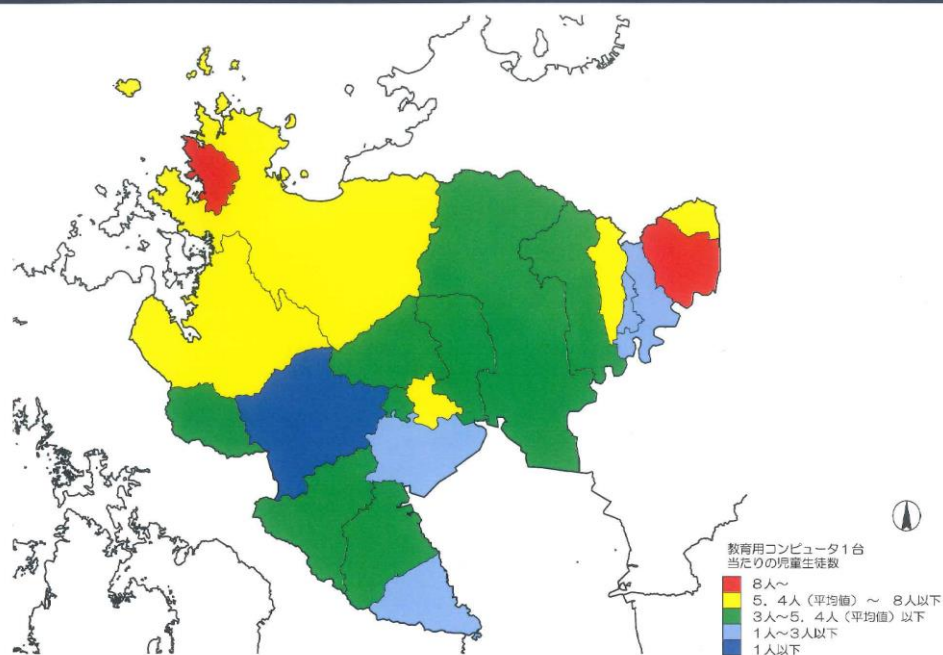 教育用コンピュータ1台
当たりの児童生徒数
8人～
5．4人（平均値）～ 8人以下
3人～5．4人（平均値）以下
1人～3人以下
1人以下